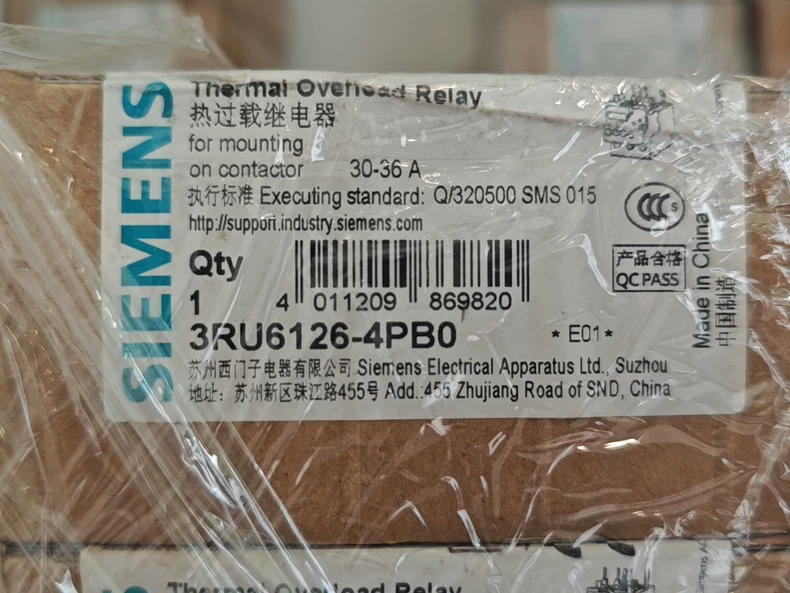 SIEMENS
Thermal Overload Relay
热过载继电器
for mounting
on contactor 30-36 A
执行标准 Executing standard: Q/320500 SMS 015
http://support.industry.siemens.com
CCC S
产品合格
QC PASS
Made in China
中国制造
Qty
1
4 011209 869820
3RU6126-4PB0 * E01 *
苏州西门子电器有限公司 Siemens Electrical Apparatus Ltd., Suzhou
地址: 苏州新区珠江路455号 Add.:455 Zhujiang Road of SND, China
Thermal Overload Relay